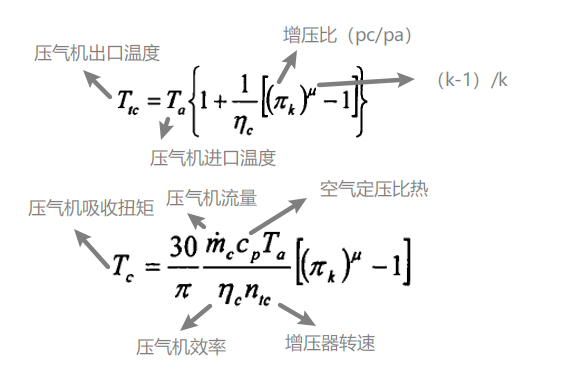 增压比（pc/pa）
压气机出口温度
（k-1）/k
T_tc = T_a{1 + 1/η_c[(π_k)^μ − 1]}
压气机进口温度
压气机流量
空气定压比热
压气机吸收扭矩
T_c = 30/π ṁ_c c_p T_a/η_c n_tc [(π_k)^μ − 1]
压气机效率
增压器转速